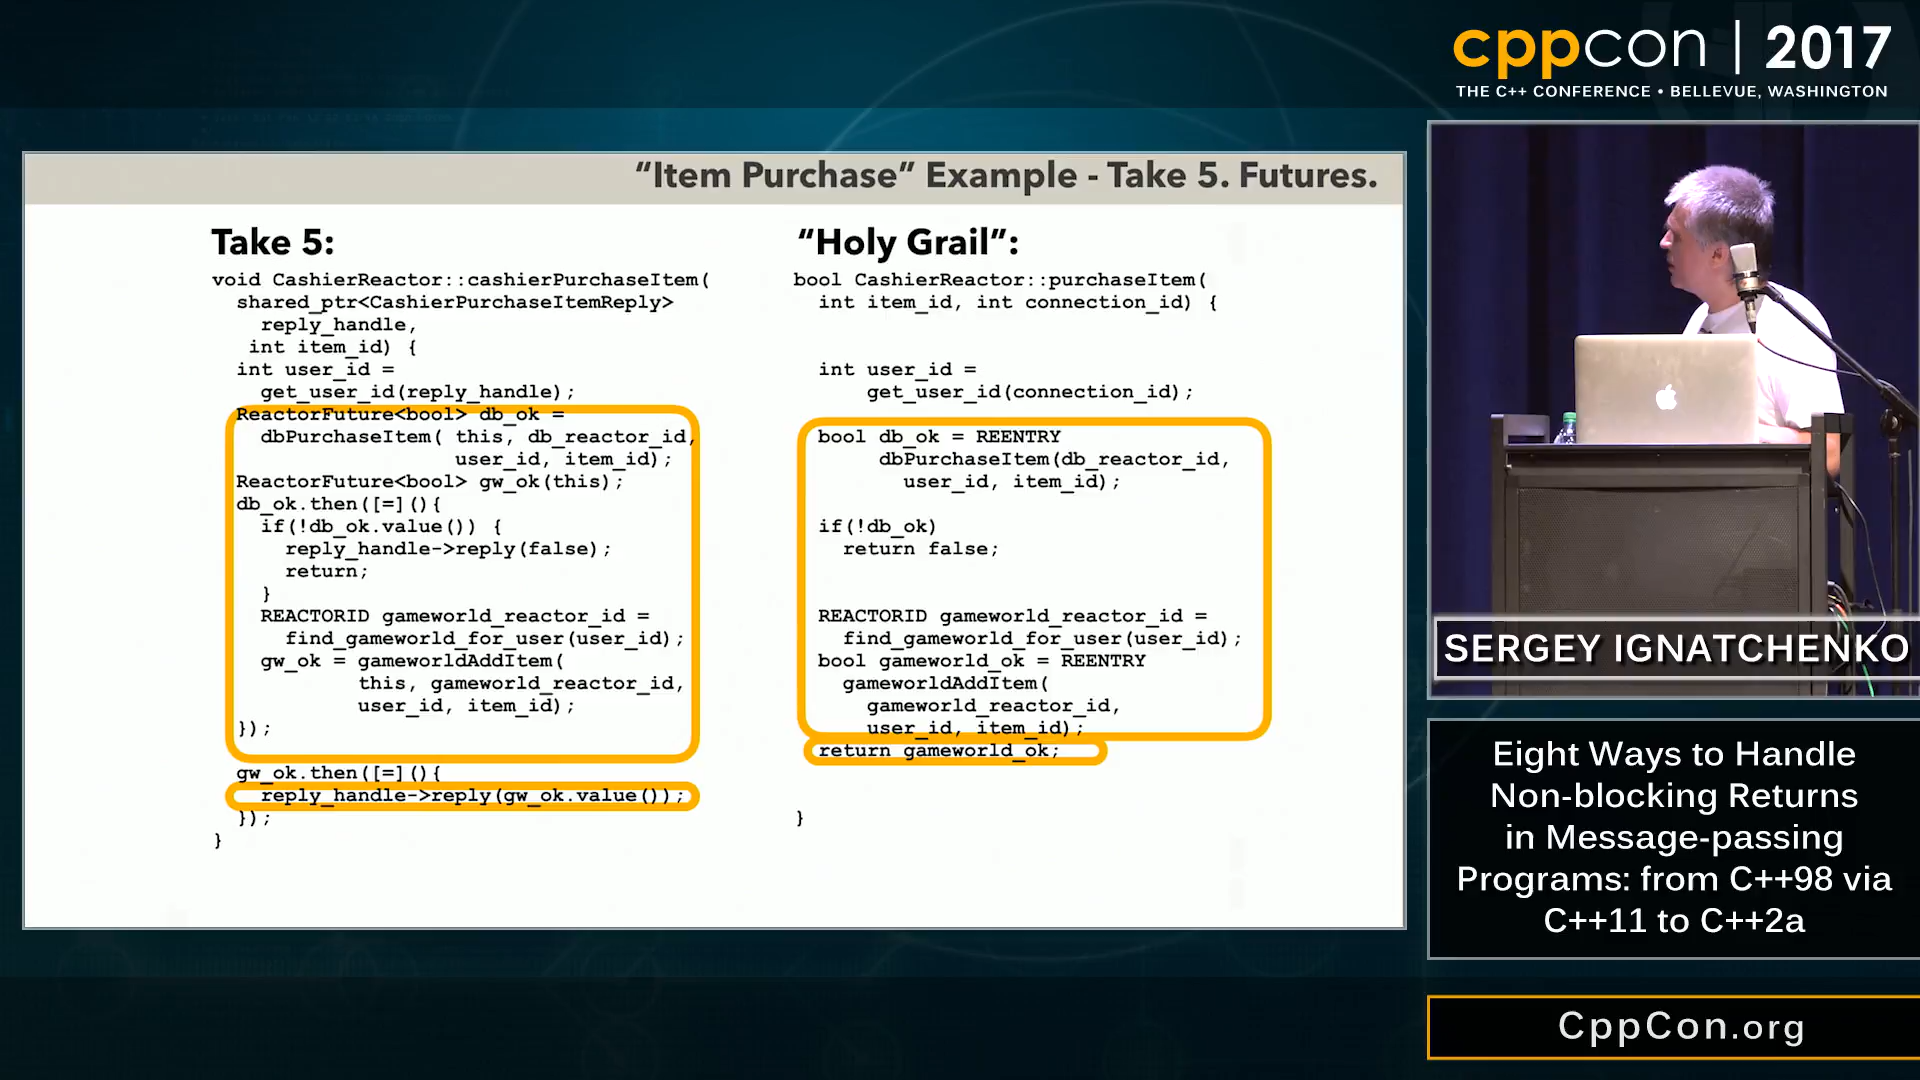 cppcon | 2017
THE C++ CONFERENCE • BELLEVUE, WASHINGTON
“Item Purchase” Example - Take 5. Futures.
Take 5:
void CashierReactor::cashierPurchaseItem(
shared_ptr<CashierPurchaseItemReply>
reply_handle,
int item_id) {
int user_id =
get_user_id(reply_handle);
ReactorFuture<bool> db_ok =
dbPurchaseItem( this, db_reactor_id,
user_id, item_id);
ReactorFuture<bool> gw_ok(this);
db_ok.then([=](){
if(!db_ok.value()) {
reply_handle->reply(false);
return;
}
REACTORID gameworld_reactor_id =
find_gameworld_for_user(user_id);
gw_ok = gameworldAddItem(
this, gameworld_reactor_id,
user_id, item_id);
});
gw_ok.then([=](){
reply_handle->reply(gw_ok.value());
});
}
“Holy Grail”:
bool CashierReactor::purchaseItem(
int item_id, int connection_id) {
int user_id =
get_user_id(connection_id);
bool db_ok = REENTRY
dbPurchaseItem(db_reactor_id,
user_id, item_id);
if(!db_ok)
return false;
REACTORID gameworld_reactor_id =
find_gameworld_for_user(user_id);
bool gameworld_ok = REENTRY
gameworldAddItem(
gameworld_reactor_id,
user_id, item_id);
return gameworld_ok;
}
SERGEY IGNATCHENKO
Eight Ways to Handle
Non-blocking Returns
in Message-passing
Programs: from C++98 via
C++11 to C++2a
CppCon.org